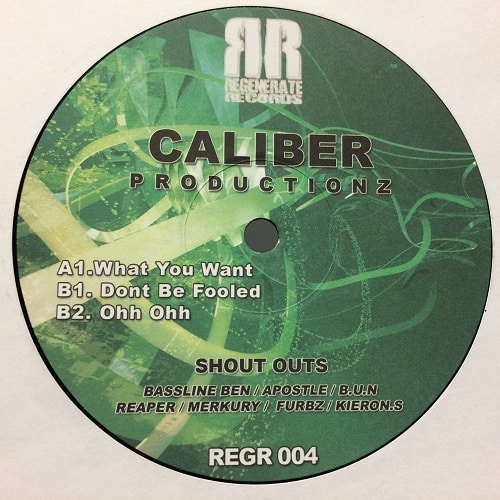 RR
REGENERATE
RECORDS
CALIBER
PRODUCTIONZ
A1.What You Want
B1. Dont Be Fooled
B2. Ohh Ohh
SHOUT OUTS
BASSLINE BEN / APOSTLE / B.U.N
REAPER / MERKURY / FURBZ / KIERON.S
REGR 004